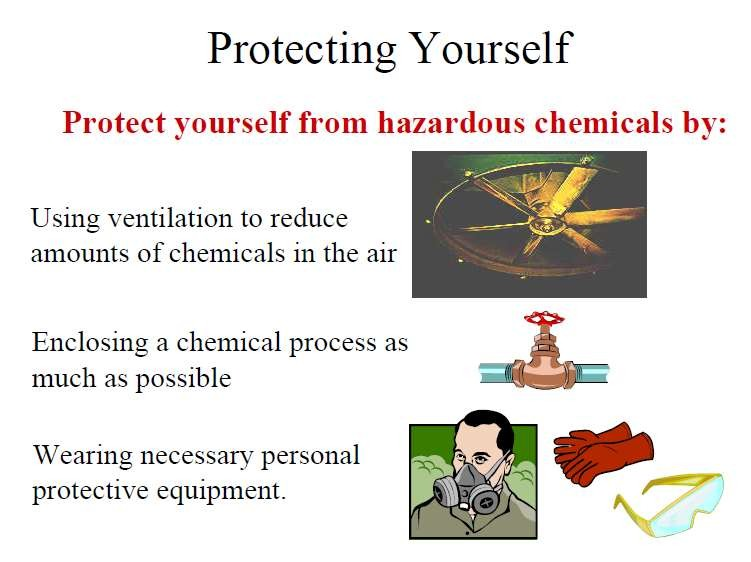 Protecting Yourself
Protect yourself from hazardous chemicals by:
Using ventilation to reduce
amounts of chemicals in the air
Enclosing a chemical process as
much as possible
Wearing necessary personal
protective equipment.